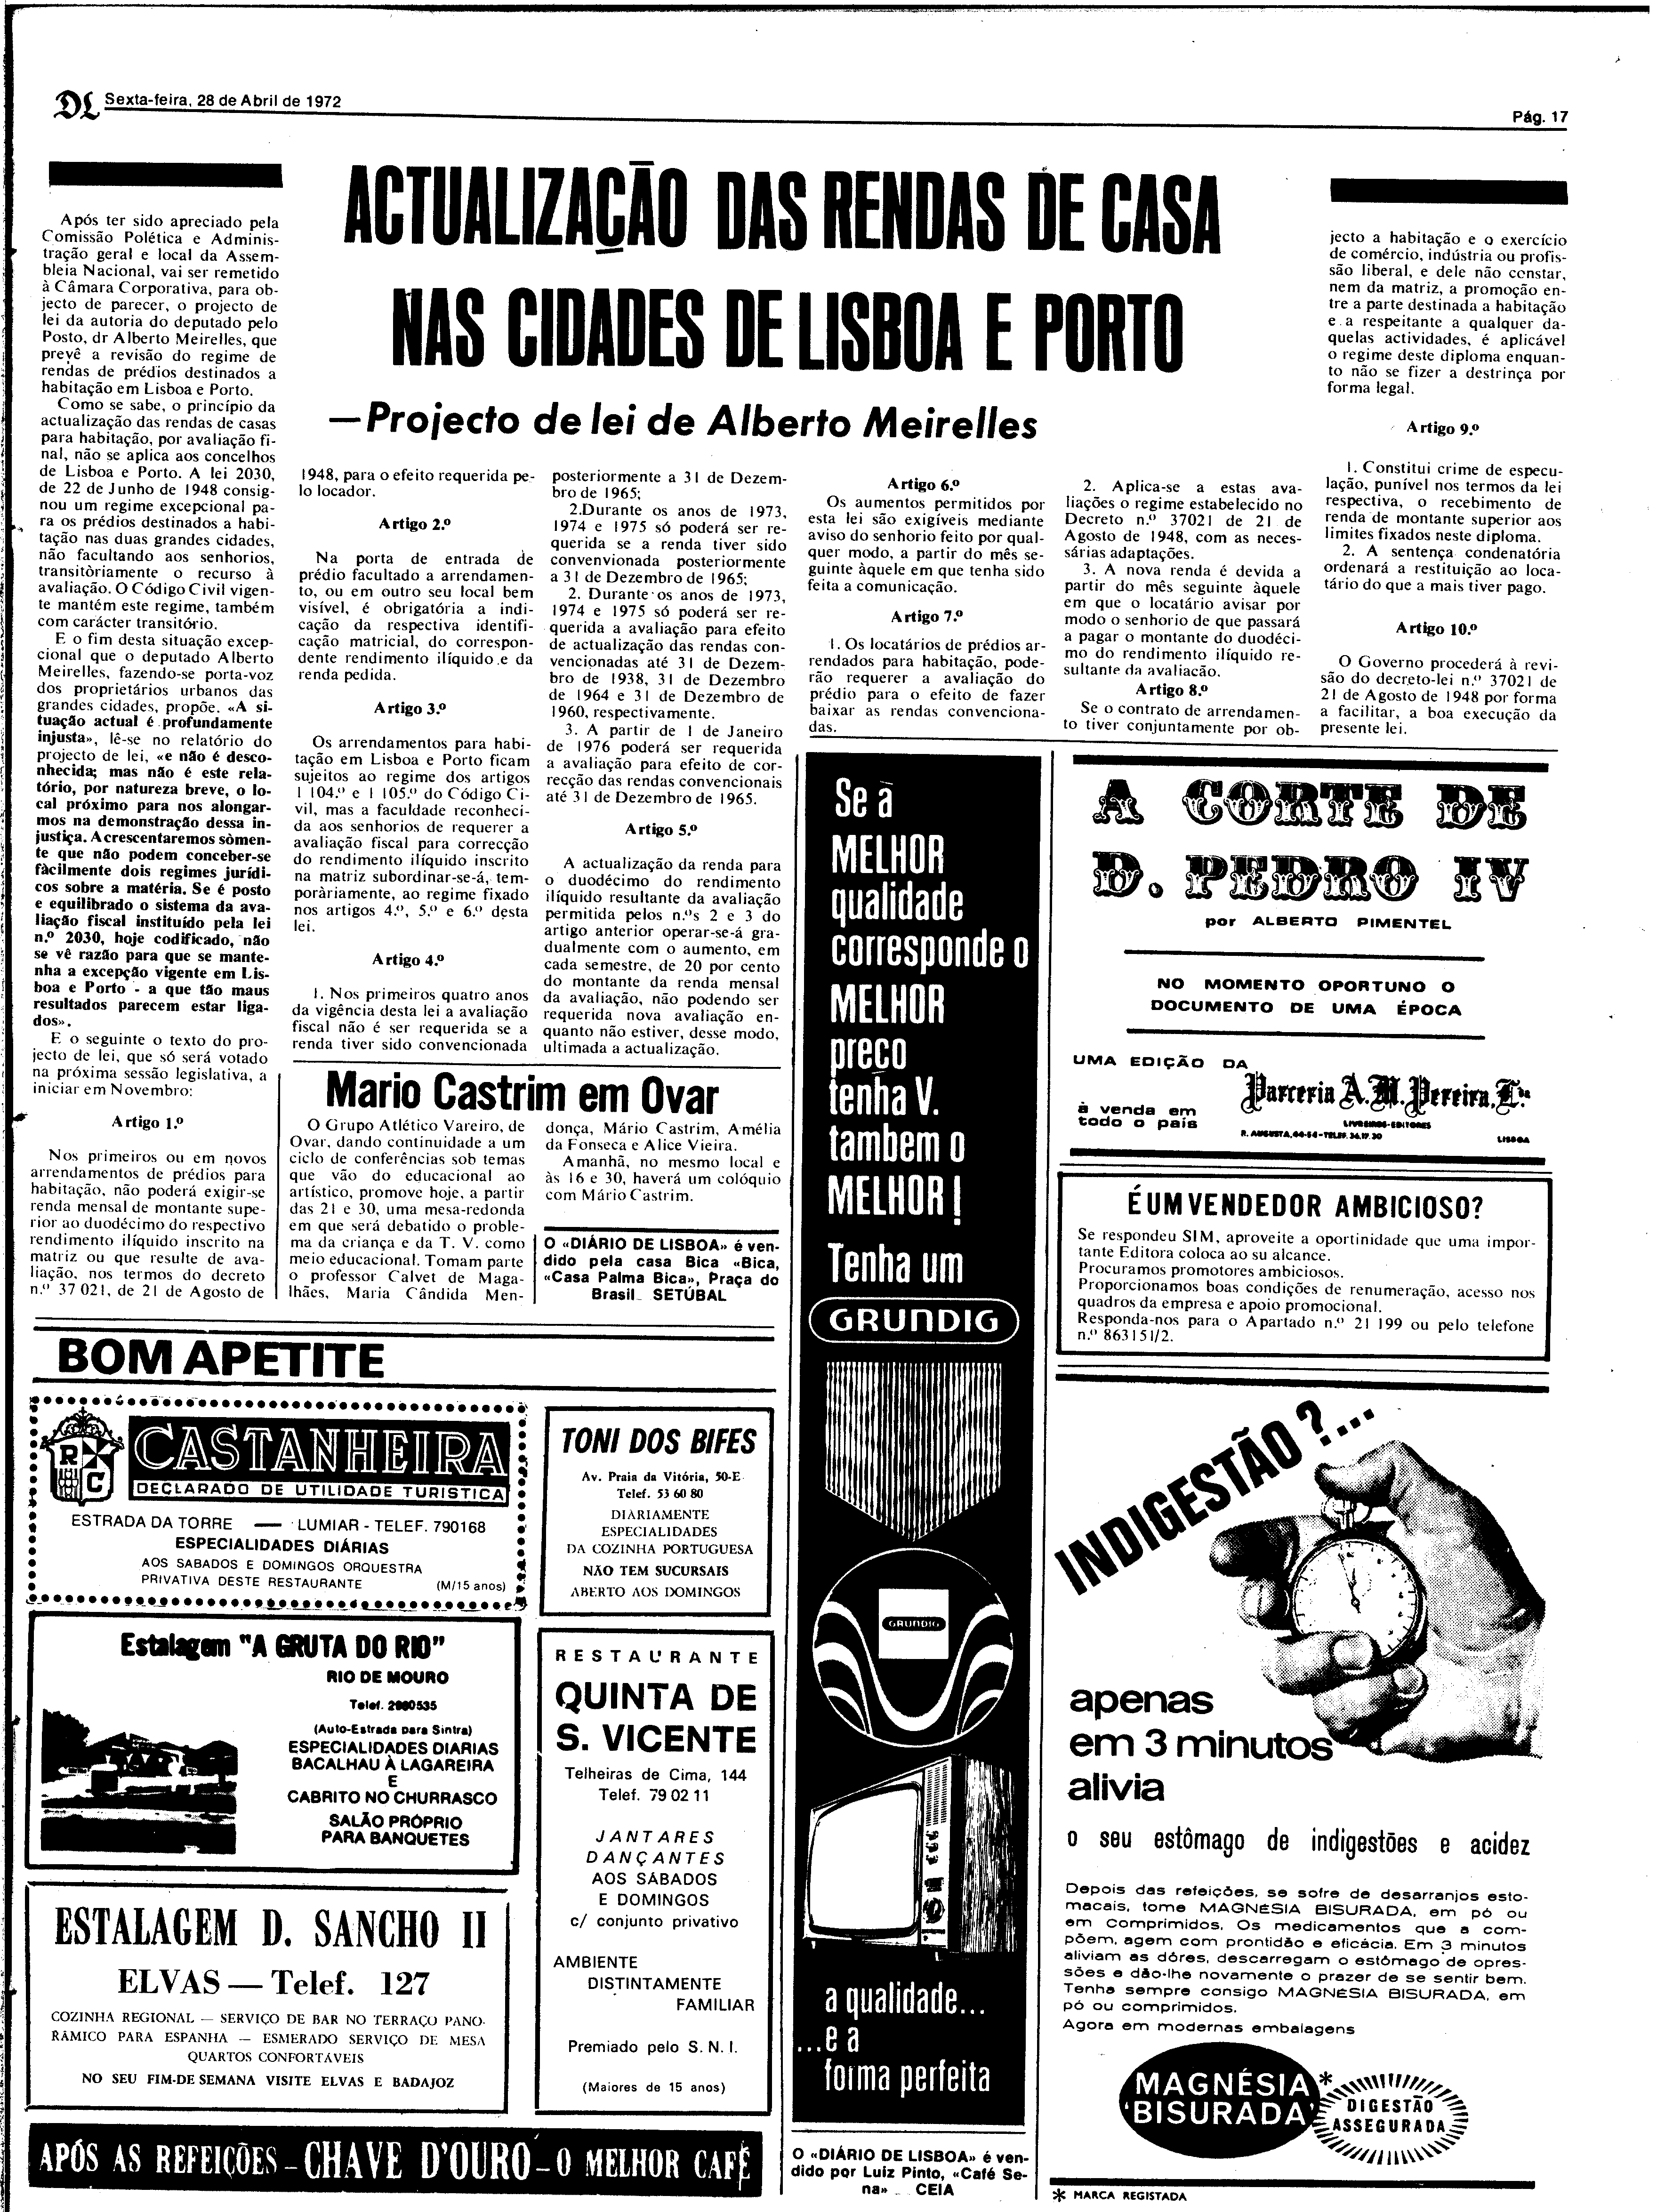 DL Sexta-feira, 28 de Abril de 1972
Pág. 17
ACTUALIZAÇÃO DAS RENDAS DE CASA
NAS CIDADES DE LISBOA E PORTO
—Projecto de lei de Alberto Meirelles
Após ter sido apreciado pela
Comissão Polética e Adminis-
tração geral e local da Assem-
bleia Nacional, vai ser remetido
à Câmara Corporativa, para ob-
jecto de parecer, o projecto de
lei da autoria do deputado pelo
Posto, dr Alberto Meirelles, que
prevê a revisão do regime de
rendas de prédios destinados a
habitação em Lisboa e Porto.
Como se sabe, o princípio da
actualização das rendas de casas
para habitação, por avaliação fi-
nal, não se aplica aos concelhos
de Lisboa e Porto. A lei 2030,
de 22 de Junho de 1948 consig-
nou um regime excepcional pa-
ra os prédios destinados a habi-
tação nas duas grandes cidades,
não facultando aos senhorios,
transitòriamente o recurso à
avaliação. O Código Civil vigen-
te mantém este regime, também
com carácter transitório.
E o fim desta situação excep-
cional que o deputado Alberto
Meirelles, fazendo-se porta-voz
dos proprietários urbanos das
grandes cidades, propõe. «A si-
tuação actual é profundamente
injusta», lê-se no relatório do
projecto de lei, «e não é desco-
nhecida; mas não é este rela-
tório, por natureza breve, o lo-
cal próximo para nos alongar-
mos na demonstração dessa in-
justiça. Acrescentaremos sòmen-
te que não podem conceber-se
fàcilmente dois regimes jurídi-
cos sobre a matéria. Se é posto
e equilibrado o sistema da ava-
liação fiscal instituído pela lei
n.º 2030, hoje codificado, não
se vê razão para que se mante-
nha a excepção vigente em Lis-
boa e Porto - a que tão maus
resultados parecem estar liga-
dos».
E o seguinte o texto do pro-
jecto de lei, que só será votado
na próxima sessão legislativa, a
iniciar em Novembro:
Artigo 1.º
Nos primeiros ou em novos
arrendamentos de prédios para
habitação, não poderá exigir-se
renda mensal de montante supe-
rior ao duodécimo do respectivo
rendimento ilíquido inscrito na
matriz ou que resulte de ava-
liação, nos termos do decreto
n.º 37 021, de 21 de Agosto de
1948, para o efeito requerida pe-
lo locador.
Artigo 2.º
Na porta de entrada de
prédio facultado a arrendamen-
to, ou em outro seu local bem
visível, é obrigatória a indi-
cação da respectiva identifi-
cação matricial, do correspon-
dente rendimento ilíquido e da
renda pedida.
Artigo 3.º
Os arrendamentos para habi-
tação em Lisboa e Porto ficam
sujeitos ao regime dos artigos
1 104.º e 1 105.º do Código Ci-
vil, mas a faculdade reconheci-
da aos senhorios de requerer a
avaliação fiscal para correcção
do rendimento ilíquido inscrito
na matriz subordinar-se-á, tem-
poràriamente, ao regime fixado
nos artigos 4.º, 5.º e 6.º desta
lei.
Artigo 4.º
1. Nos primeiros quatro anos
da vigência desta lei a avaliação
fiscal não é ser requerida se a
renda tiver sido convencionada
posteriormente a 31 de Dezem-
bro de 1965;
2.Durante os anos de 1973,
1974 e 1975 só poderá ser re-
querida se a renda tiver sido
convenvionada posteriormente
a 31 de Dezembro de 1965;
2. Durante os anos de 1973,
1974 e 1975 só poderá ser re-
querida a avaliação para efeito
de actualização das rendas con-
vencionadas até 31 de Dezem-
bro de 1938, 31 de Dezembro
de 1964 e 31 de Dezembro de
1960, respectivamente.
3. A partir de 1 de Janeiro
de 1976 poderá ser requerida
a avaliação para efeito de cor-
recção das rendas convencionais
até 31 de Dezembro de 1965.
Artigo 5.º
A actualização da renda para
o duodécimo do rendimento
ilíquido resultante da avaliação
permitida pelos n.ºs 2 e 3 do
artigo anterior operar-se-á gra-
dualmente com o aumento, em
cada semestre, de 20 por cento
do montante da renda mensal
da avaliação, não podendo ser
requerida nova avaliação en-
quanto não estiver, desse modo,
ultimada a actualização.
Artigo 6.º
Os aumentos permitidos por
esta lei são exigíveis mediante
aviso do senhorio feito por qual-
quer modo, a partir do mês se-
guinte àquele em que tenha sido
feita a comunicação.
Artigo 7.º
1. Os locatários de prédios ar-
rendados para habitação, pode-
rão requerer a avaliação do
prédio para o efeito de fazer
baixar as rendas convenciona-
das.
2. Aplica-se a estas ava-
liações o regime estabelecido no
Decreto n.º 37021 de 21 de
Agosto de 1948, com as neces-
sárias adaptações.
3. A nova renda é devida a
partir do mês seguinte àquele
em que o locatário avisar por
modo o senhorio de que passará
a pagar o montante do duodéci-
mo do rendimento ilíquido re-
sultante da avaliacão.
Artigo 8.º
Se o contrato de arrendamen-
to tiver conjuntamente por ob-
jecto a habitação e o exercício
de comércio, indústria ou profis-
são liberal, e dele não constar,
nem da matriz, a promoção en-
tre a parte destinada a habitação
e a respeitante a qualquer da-
quelas actividades, é aplicável
o regime deste diploma enquan-
to não se fizer a destrinça por
forma legal.
Artigo 9.º
1. Constitui crime de especu-
lação, punível nos termos da lei
respectiva, o recebimento de
renda de montante superior aos
limites fixados neste diploma.
2. A sentença condenatória
ordenará a restituição ao loca-
tário do que a mais tiver pago.
Artigo 10.º
O Governo procederá à revi-
são do decreto-lei n.º 37021 de
21 de Agosto de 1948 por forma
a facilitar, a boa execução da
presente lei.
Mario Castrim em Ovar
O Grupo Atlético Vareiro, de
Ovar, dando continuidade a um
ciclo de conferências sob temas
que vão do educacional ao
artístico, promove hoje, a partir
das 21 e 30, uma mesa-redonda
em que será debatido o proble-
ma da criança e da T. V. como
meio educacional. Tomam parte
o professor Calvet de Maga-
lhães, Maria Cândida Men-
donça, Mário Castrim, Amélia
da Fonseca e Alice Vieira.
Amanhã, no mesmo local e
às 16 e 30, haverá um colóquio
com Mário Castrim.
O «DIÁRIO DE LISBOA» é ven-
dido pela casa Bica «Bica,
«Casa Palma Bica», Praça do
Brasil SETÚBAL
BOM APETITE
RC
CASTANHEIRA
DECLARADO DE UTILIDADE TURISTICA
ESTRADA DA TORRE — LUMIAR - TELEF. 790168
ESPECIALIDADES DIÁRIAS
AOS SABADOS E DOMINGOS ORQUESTRA
PRIVATIVA DESTE RESTAURANTE (M/15 anos)
TONI DOS BIFES
Av. Praia da Vitória, 50-E
Telef. 53 60 80
DIARIAMENTE
ESPECIALIDADES
DA COZINHA PORTUGUESA
NÃO TEM SUCURSAIS
ABERTO AOS DOMINGOS
Estalagem "A GRUTA DO RIO"
RIO DE MOURO
Telef. 2960535
(Auto-Estrada para Sintra)
ESPECIALIDADES DIARIAS
BACALHAU À LAGAREIRA
E
CABRITO NO CHURRASCO
SALÃO PRÓPRIO
PARA BANQUETES
RESTAURANTE
QUINTA DE
S. VICENTE
Telheiras de Cima, 144
Telef. 79 02 11
JANTARES
DANÇANTES
AOS SÁBADOS
E DOMINGOS
c/ conjunto privativo
AMBIENTE
DISTINTAMENTE
FAMILIAR
Premiado pelo S. N. I.
(Maiores de 15 anos)
ESTALAGEM D. SANCHO II
ELVAS — Telef. 127
COZINHA REGIONAL — SERVIÇO DE BAR NO TERRAÇO PANO-
RÂMICO PARA ESPANHA — ESMERADO SERVIÇO DE MESA
QUARTOS CONFORTÁVEIS
NO SEU FIM-DE SEMANA VISITE ELVAS E BADAJOZ
APÓS AS REFEIÇÕES – CHAVE D'OURO – O MELHOR CAFÉ
Se à
MELHOR
qualidade
corresponde o
MELHOR
preço
tenha V.
tambem o
MELHOR!
Tenha um
GRUNDIG
GRUNDIG
a qualidade...
...e a
forma perfeita
O «DIÁRIO DE LISBOA» é ven-
dido por Luiz Pinto, «Café Se-
na» CEIA
A CORTE DE
D. PEDRO IV
por ALBERTO PIMENTEL
NO MOMENTO OPORTUNO O
DOCUMENTO DE UMA ÉPOCA
UMA EDIÇÃO DA
Parceria A. M. Pereira, L.da
à venda em
todo o país
LIVREIROS-EDITORES
R. AUGUSTA, 44-54-TELEF. 36.17.30
LISBOA
É UM VENDEDOR AMBICIOSO?
Se respondeu SIM, aproveite a oportinidade que uma impor-
tante Editora coloca ao su alcance.
Procuramos promotores ambiciosos.
Proporcionamos boas condições de renumeração, acesso nos
quadros da empresa e apoio promocional.
Responda-nos para o Apartado n.º 21 199 ou pelo telefone
n.º 863151/2.
INDIGESTÃO?...
apenas
em 3 minutos
alivia
o seu estômago de indigestões e acidez
Depois das refeições, se sofre de desarranjos esto-
macais, tome MAGNESIA BISURADA, em pó ou
em comprimidos. Os medicamentos que a com-
põem, agem com prontidão e eficácia. Em 3 minutos
aliviam as dôres, descarregam o estômago de opres-
sões e dão-lhe novamente o prazer de se sentir bem.
Tenha sempre consigo MAGNESIA BISURADA, em
pó ou comprimidos.
Agora em modernas embalagens
MAGNÉSIA*
'BISURADA'
DIGESTÃO
ASSEGURADA
* MARCA REGISTADA